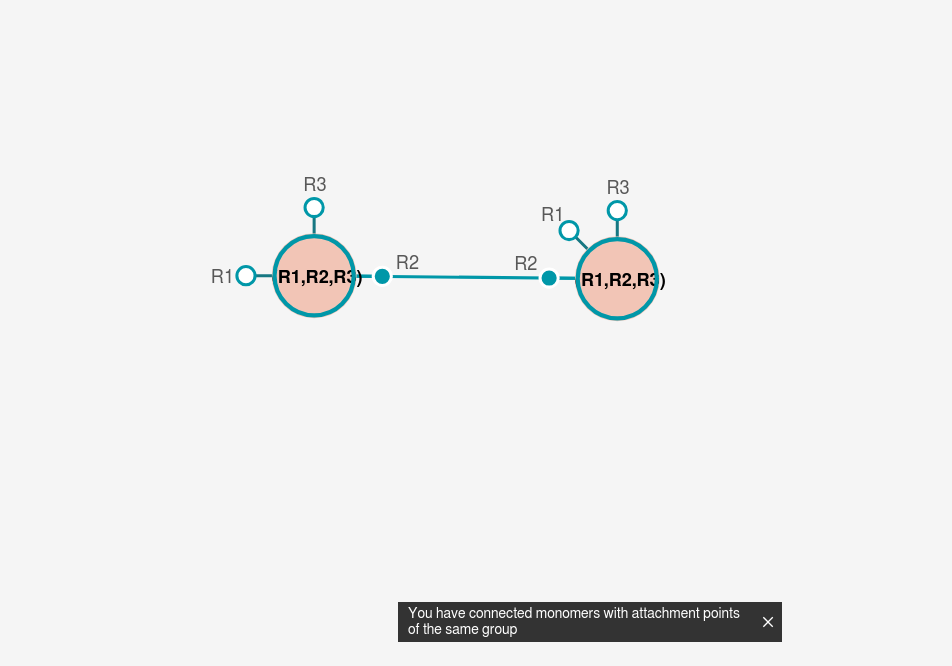 R3
R3
R1
R1
R1,R2,R3)
R2
R2
R1,R2,R3)
You have connected monomers with attachment points
of the same group